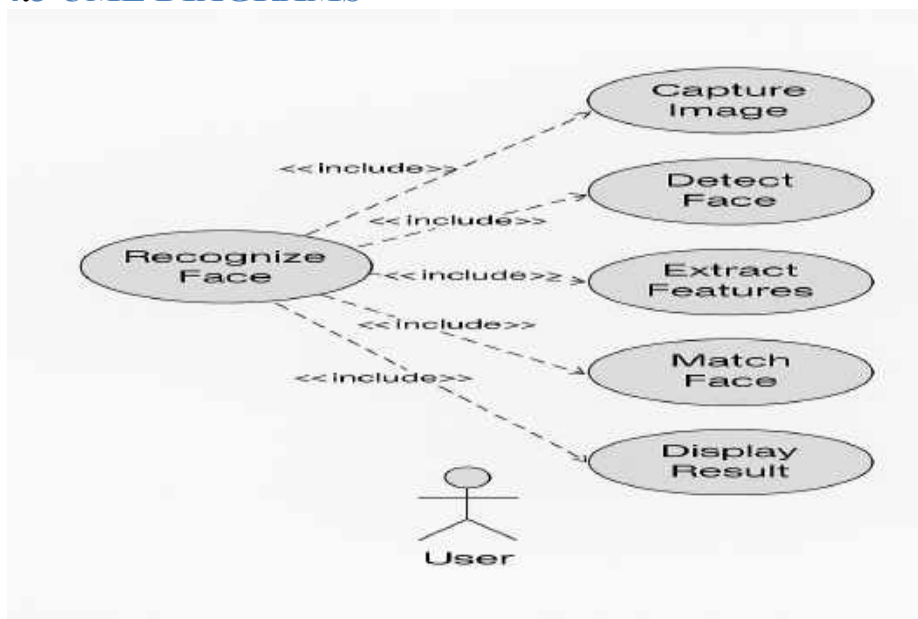 Capture
Image
<<include>>
Detect
Face
<<include>>
Recognize
Face
<<include>>
Extract
Features
<<include>>
Match
Face
<<include>>
Display
Result
User